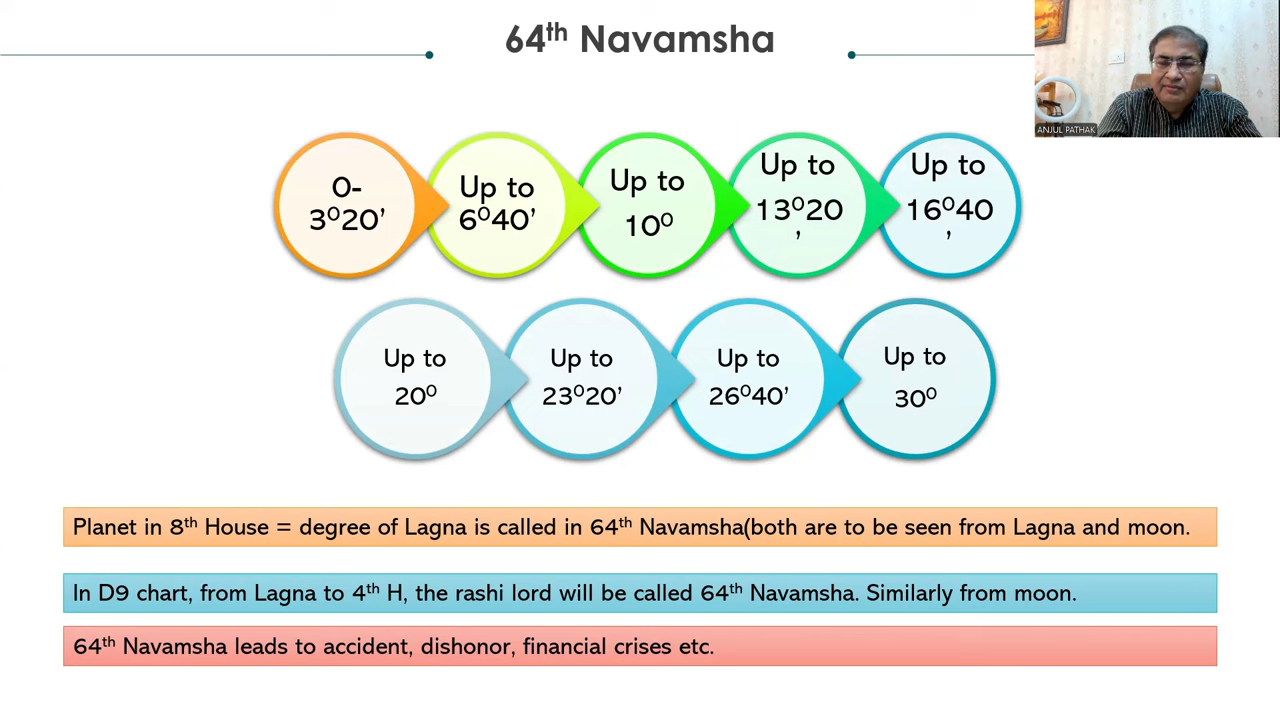 64th Navamsha
ANJUL PATHAK
0-
3⁰20’
Up to
6⁰40’
Up to
10⁰
Up to
13⁰20
’
Up to
16⁰40
’
Up to
20⁰
Up to
23⁰20’
Up to
26⁰40’
Up to
30⁰
Planet in 8th House = degree of Lagna is called in 64th Navamsha(both are to be seen from Lagna and moon.
In D9 chart, from Lagna to 4th H, the rashi lord will be called 64th Navamsha. Similarly from moon.
64th Navamsha leads to accident, dishonor, financial crises etc.